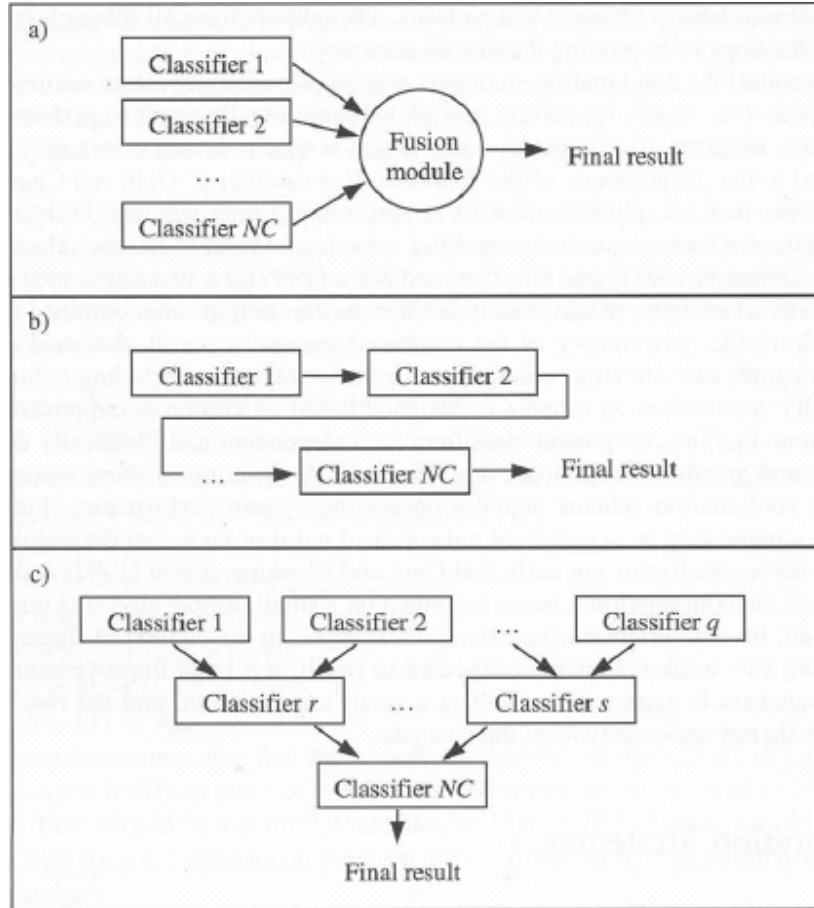 a)
Classifier 1
Classifier 2
...
Classifier NC
Fusion
module
Final result
b)
Classifier 1
Classifier 2
...
Classifier NC
Final result
c)
Classifier 1
Classifier 2
...
Classifier q
Classifier r
...
Classifier s
Classifier NC
Final result